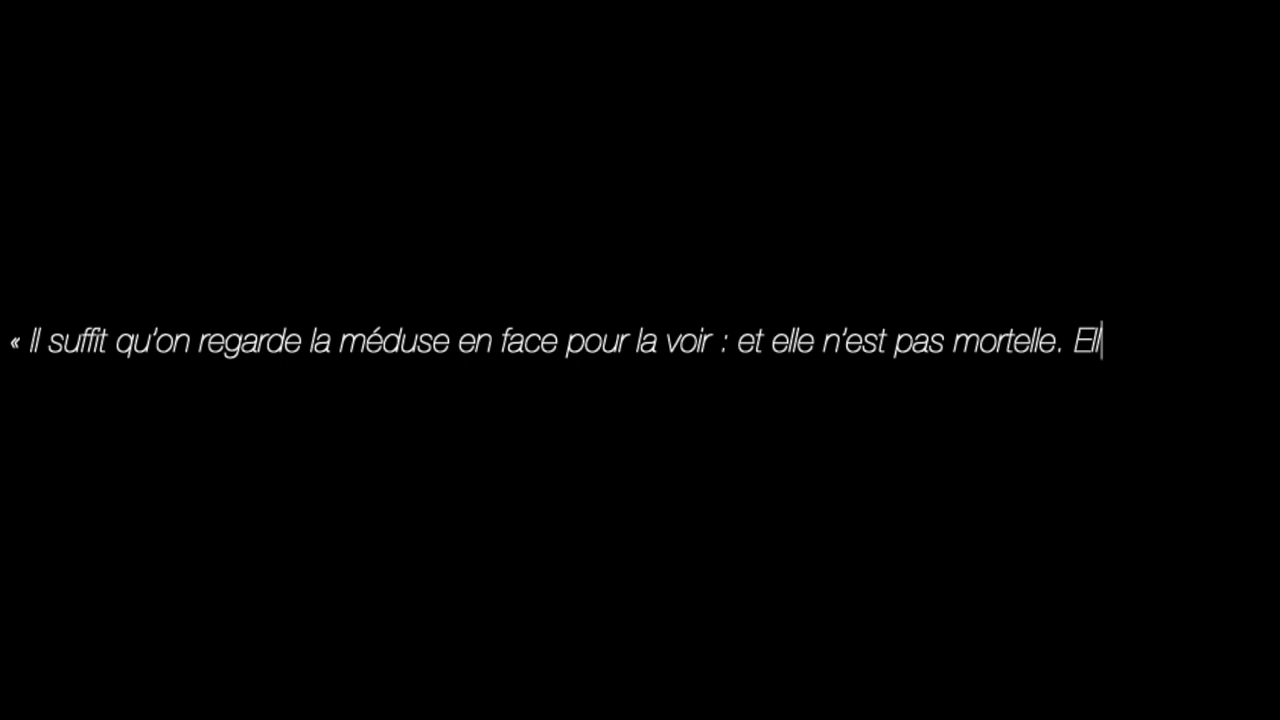 « Il suffit qu’on regarde la méduse en face pour la voir : et elle n’est pas mortelle. Ell